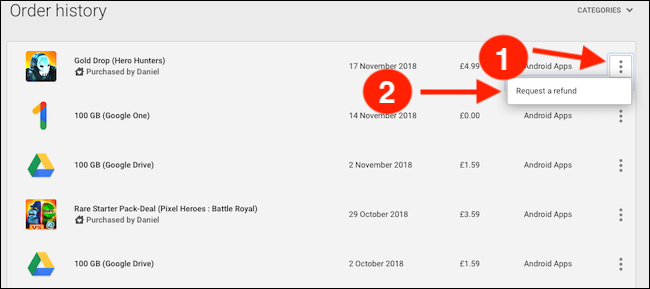 Order history
CATEGORIES
Gold Drop (Hero Hunters)
Purchased by Daniel
17 November 2018
£4.99
Android Apps
1
Request a refund
2
100 GB (Google One)
14 November 2018
£0.00
Android Apps
100 GB (Google Drive)
2 November 2018
£1.59
Android Apps
VS
Rare Starter Pack-Deal (Pixel Heroes : Battle Royal)
Purchased by Daniel
29 October 2018
£3.59
Android Apps
100 GB (Google Drive)
2 October 2018
£1.59
Android Apps